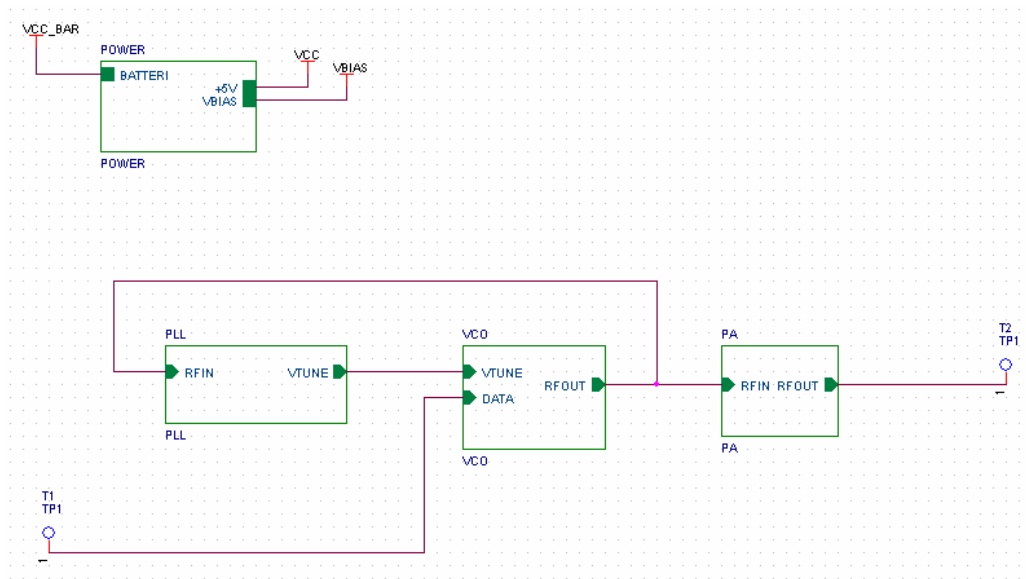 VCC_BAR
POWER
BATTERI
+5V
VBIAS
VCC
VBIAS
POWER
PLL
RFIN
VTUNE
PLL
VCO
VTUNE
DATA
RFOUT
VCO
PA
RFIN RFOUT
PA
T2
TP1
1
T1
TP1
1